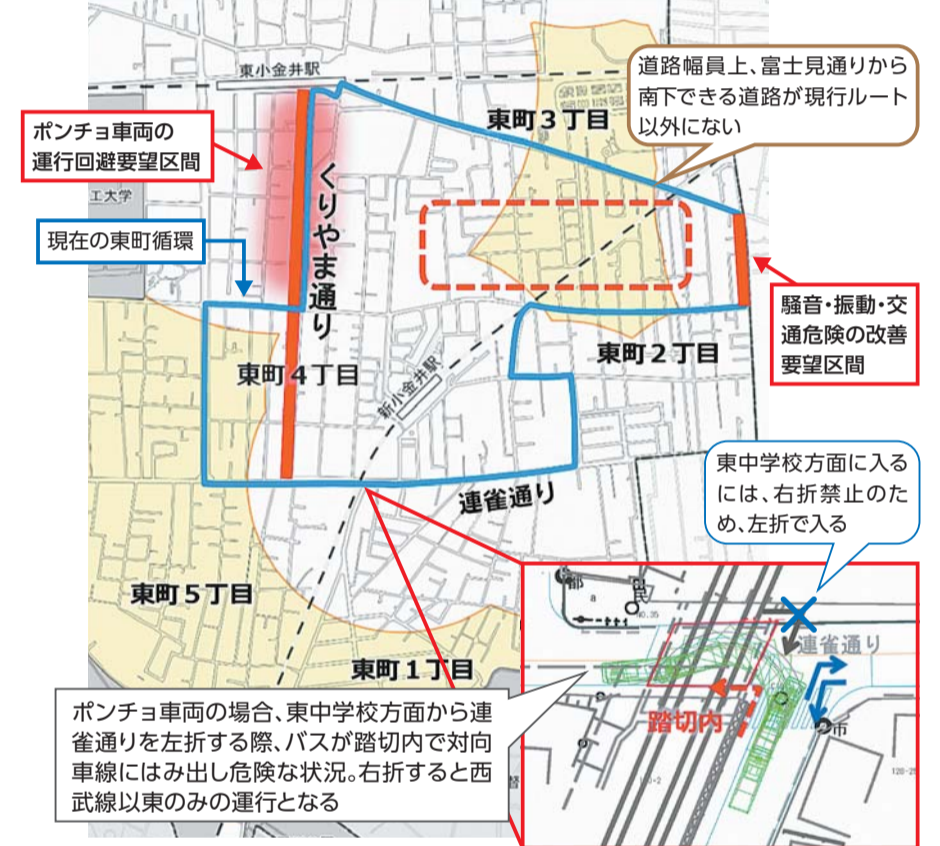 東小金井駅
道路幅員上、富士見通りから
南下できる道路が現行ルート
以外にない
東町3丁目
ポンチョ車両の
運行回避要望区間
工大学
くりやま通り
現在の東町循環
騒音・振動・交
通危険の改善
要望区間
東町2丁目
東町4丁目
新小金井駅
東中学校方面に入る
には、右折禁止のた
め、左折で入る
連雀通り
東町5丁目
都
a
NO.35
連雀通り
東町1丁目
ポンチョ車両の場合、東中学校方面から連
雀通りを左折する際、バスが踏切内で対向
車線にはみ出し危険な状況。右折すると西
武線以東のみの運行となる
踏切内
市
督